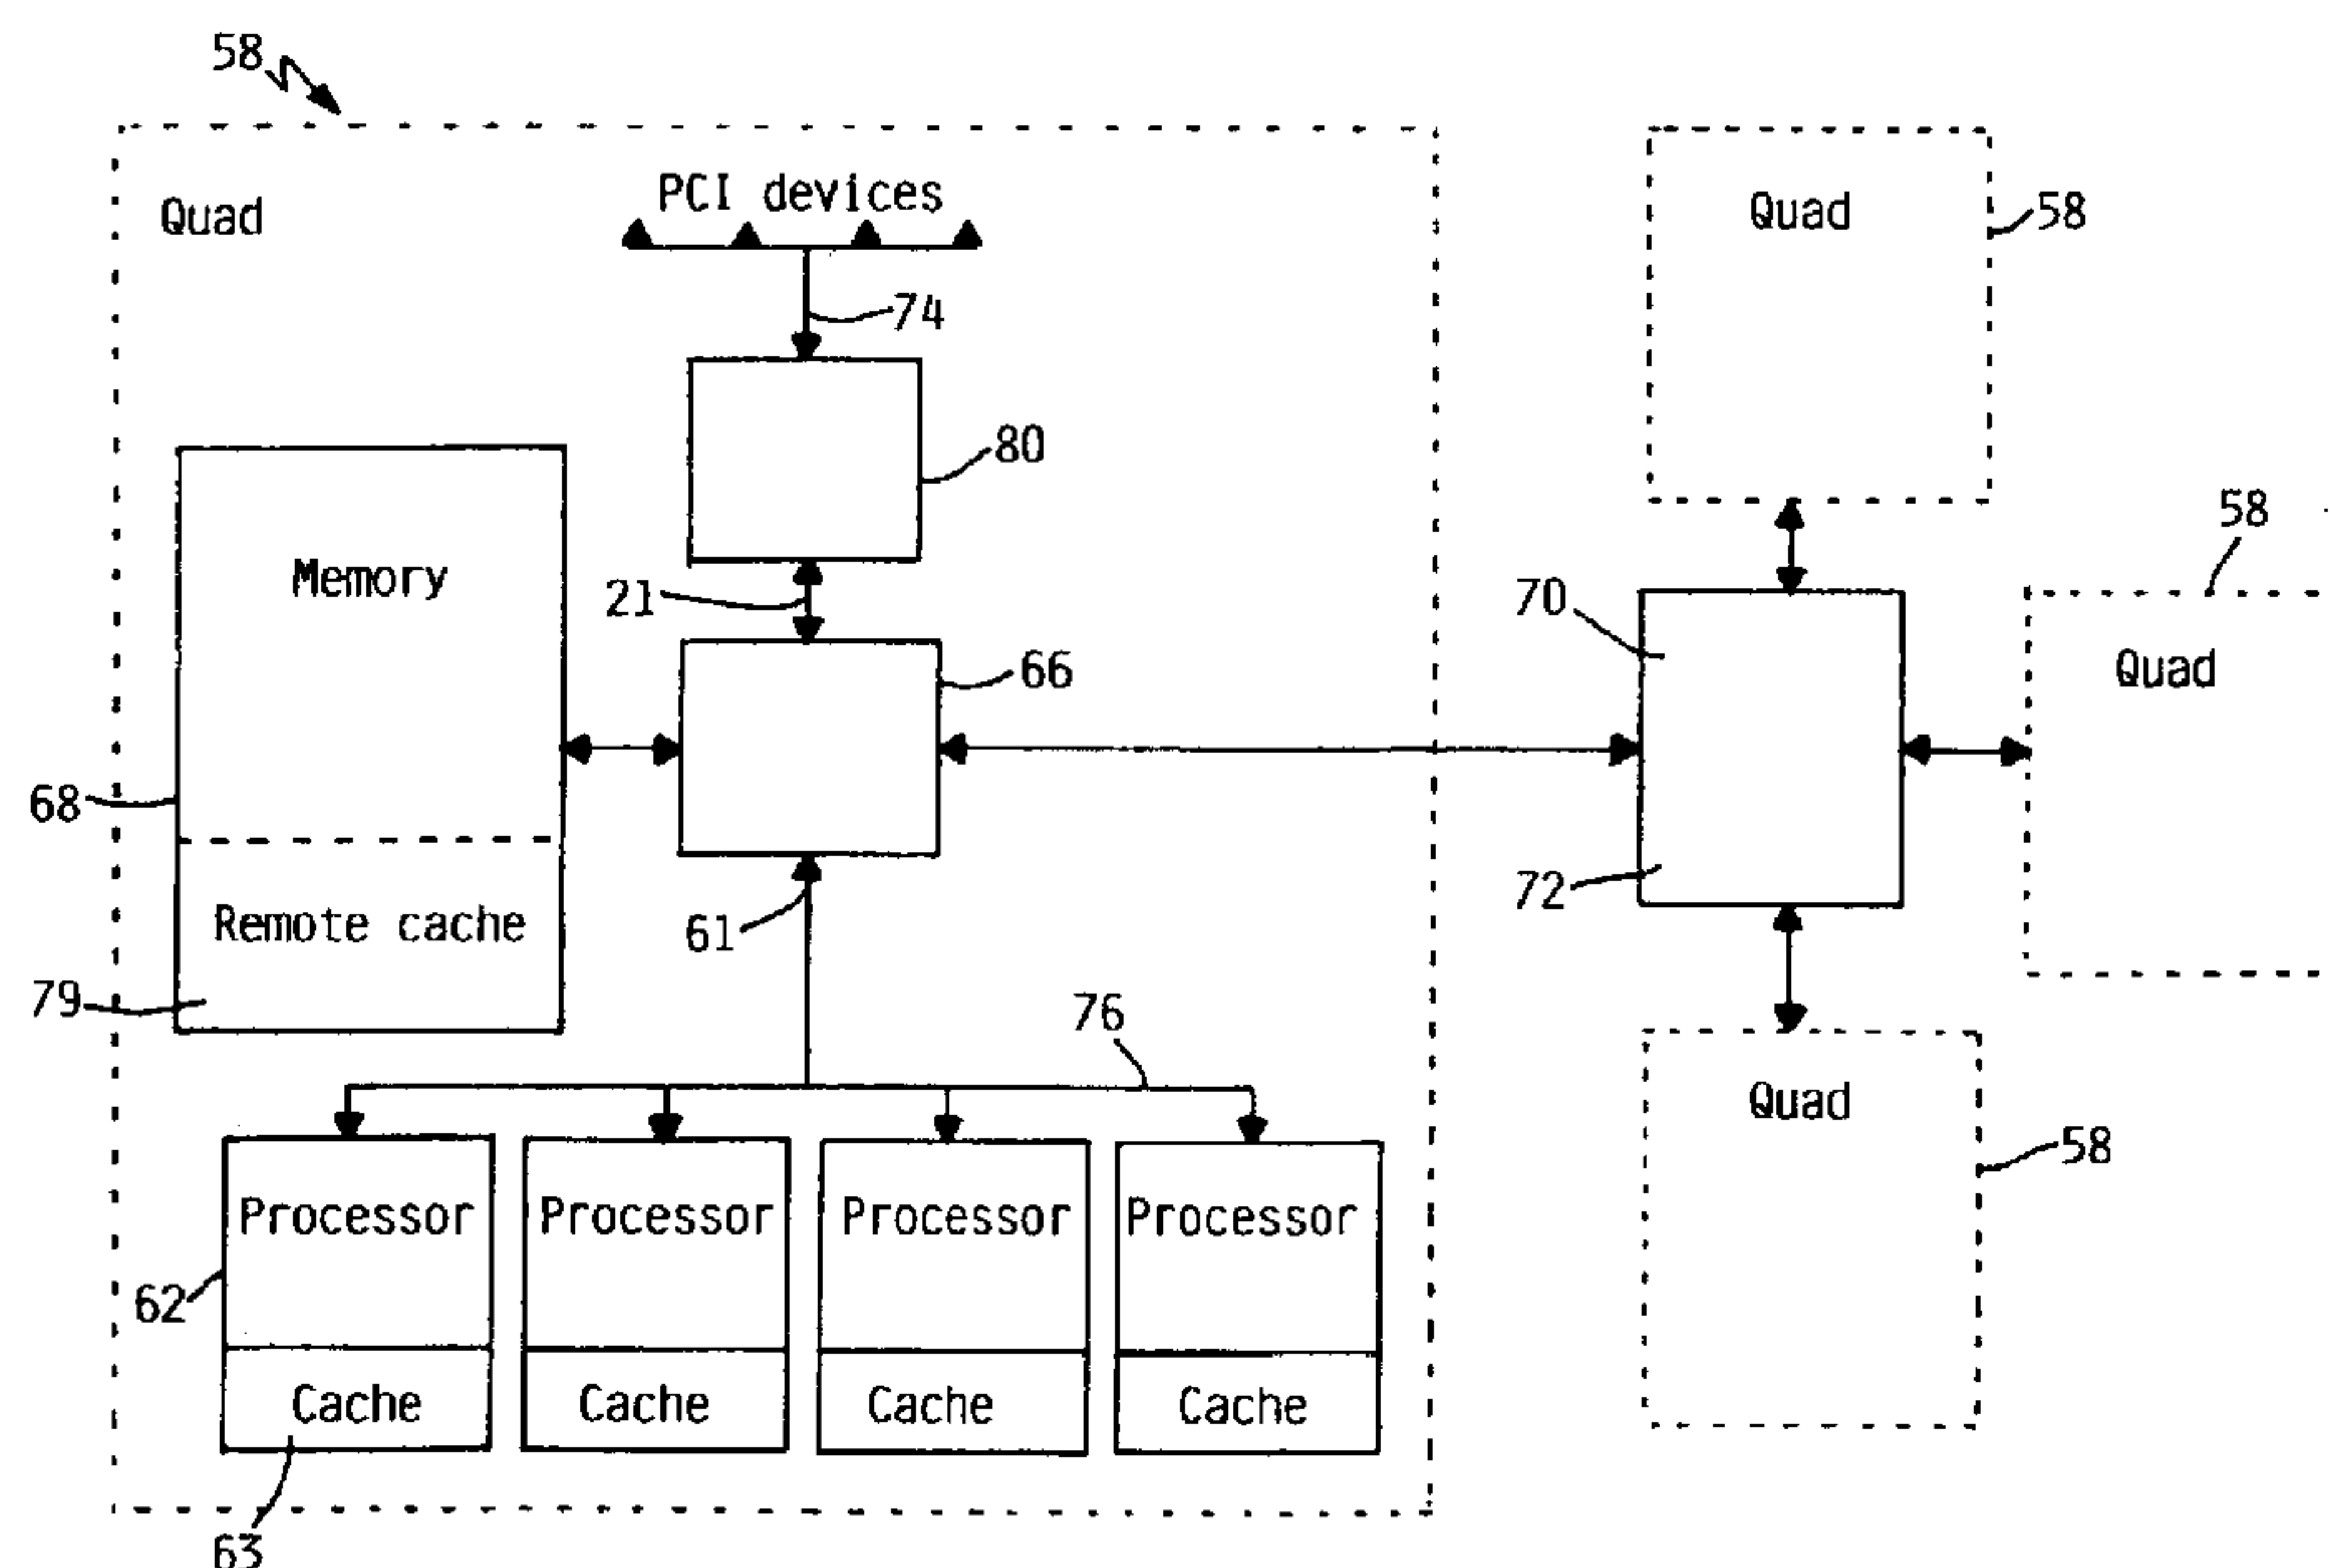 58
Quad
PCI devices
74
80
Memory
21
66
68
Remote cache
61
79
76
Processor
Processor
Processor
Processor
62
Cache
Cache
Cache
Cache
63
Quad
58
58
70
Quad
72
Quad
58